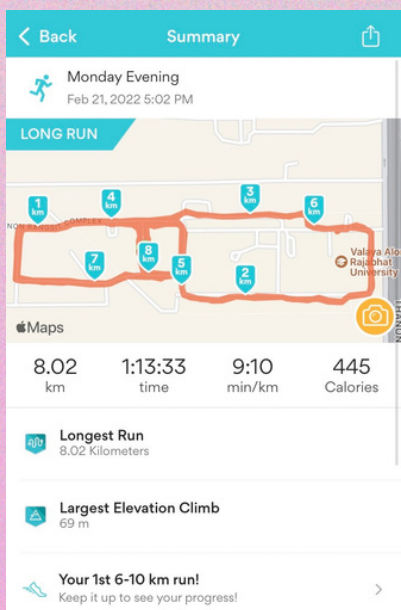 Back
Summary
Monday Evening
Feb 21, 2022 5:02 PM
LONG RUN
1
km
4
km
3
km
6
km
COMPLEX
7
km
8
km
5
km
2
km
Rajabhat
University
THANON
Maps
8.02
km
1:13:33
time
9:10
min/km
445
Calories
Longest Run
8.02 Kilometers
Largest Elevation Climb
69 m
Your 1st 6-10 km run!
Keep it up to see your progress!